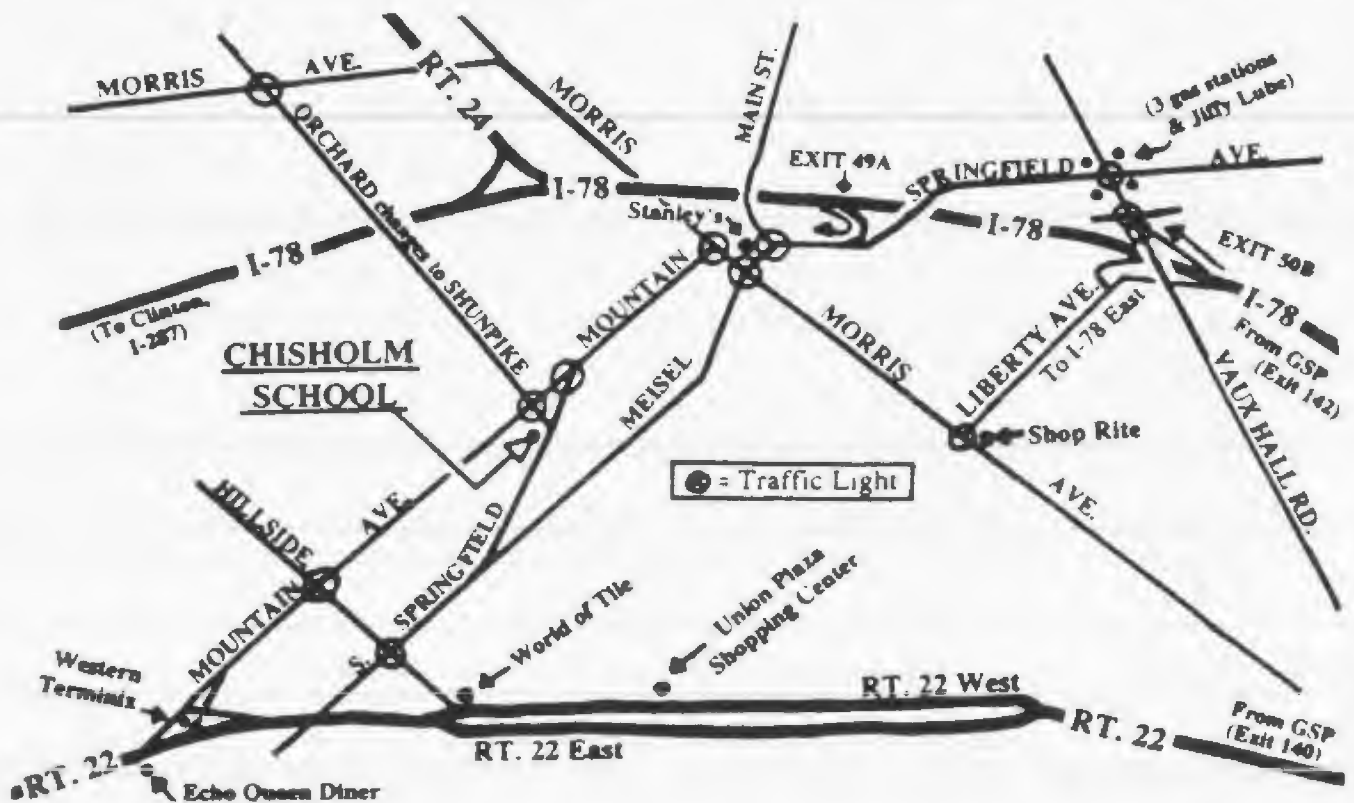 MORRIS AVE.
RT. 24
MORRIS
MAIN ST.
(3 gas stations
& Jiffy Lube)
EXIT 49A
SPRINGFIELD AVE.
ORCHARD changes to SHUNPIKE
I-78
Stanley's
I-78
EXIT 50B
I-78
(To Clinton,
I-287)
MOUNTAIN
I-78
From GSP
(Exit 142)
LIBERTY AVE.
To I-78 East
MORRIS
CHISHOLM
SCHOOL
MEISEL
VAUX HALL RD.
Shop Rite
= Traffic Light
AVE.
HILLSIDE
AVE.
MOUNTAIN
S. SPRINGFIELD
World of Tile
Union Plaza
Shopping Center
Western
Terminix
RT. 22 West
RT. 22
From GSP
(Exit 140)
RT. 22 East
RT. 22
Echo Queen Diner